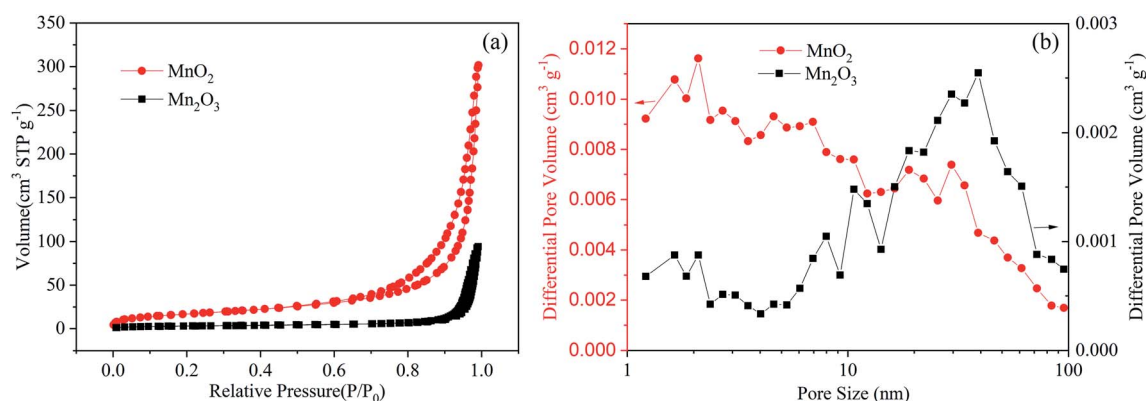 (a)
MnO₂
Mn₂O₃
Volume(cm³ STP g⁻¹)
350
300
250
200
150
100
50
0
0.0 0.2 0.4 0.6 0.8 1.0
Relative Pressure(P/P₀)
(b)
MnO₂
Mn₂O₃
Differential Pore Volume (cm³ g⁻¹)
0.012
0.010
0.008
0.006
0.004
0.002
0.000
1 10 100
Pore Size (nm)
0.003
0.002
0.001
0.000
Differential Pore Volume (cm³ g⁻¹)